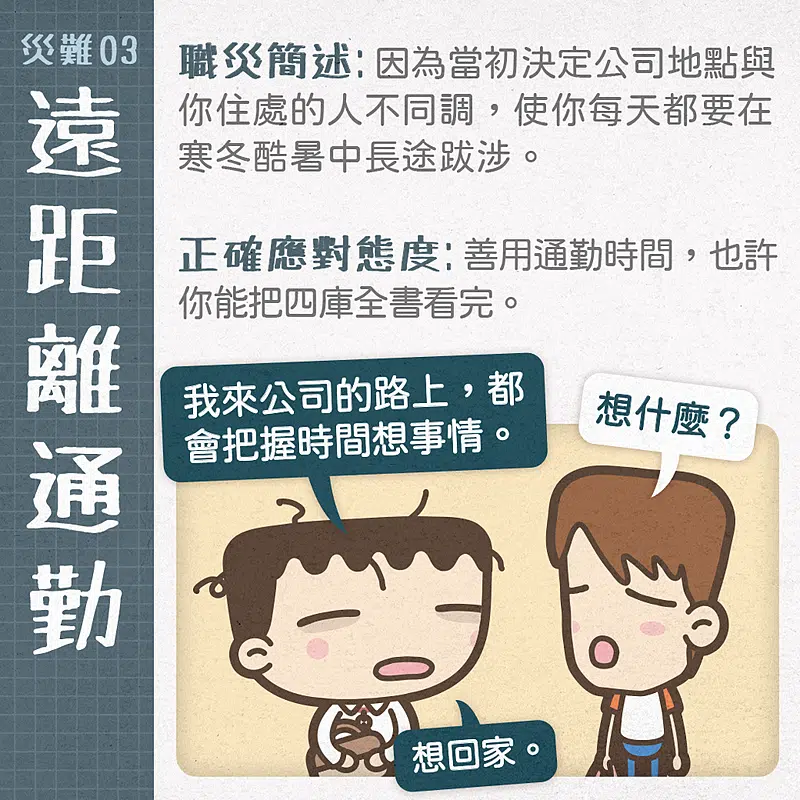 災難03
遠距離通勤
職災簡述:因為當初決定公司地點與
你住處的人不同調，使你每天都要在
寒冬酷暑中長途跋涉。
正確應對態度:善用通勤時間，也許
你能把四庫全書看完。
我來公司的路上，都
會把握時間想事情。
想什麼？
想回家。